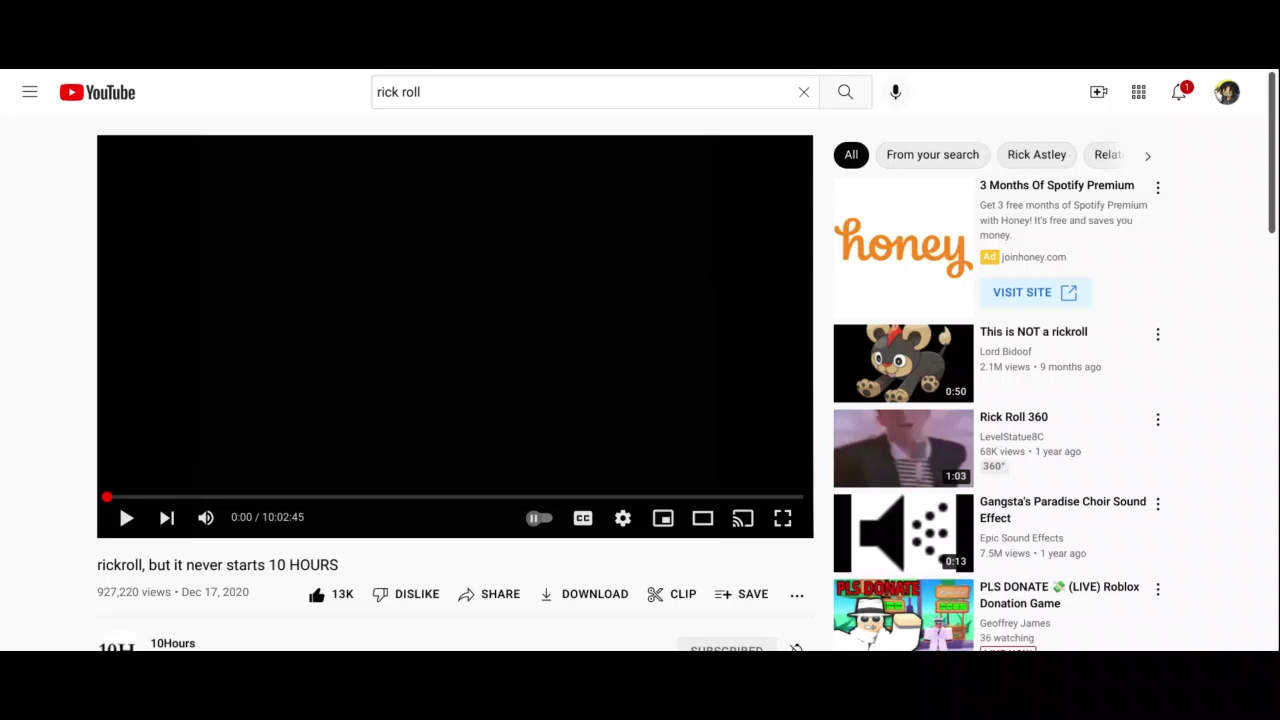 YouTube
rick roll
1
All
From your search
Rick Astley
Relat
3 Months Of Spotify Premium
Get 3 free months of Spotify Premium
with Honey! It's free and saves you
money.
Ad joinhoney.com
VISIT SITE
honey
This is NOT a rickroll
Lord Bidoof
2.1M views • 9 months ago
0:50
Rick Roll 360
LevelStatue8C
68K views • 1 year ago
360°
1:03
Gangsta's Paradise Choir Sound
Effect
Epic Sound Effects
7.5M views • 1 year ago
0:13
PLS DONATE 💸 (LIVE) Roblox
Donation Game
Geoffrey James
36 watching
PLS DONATE
0:00 / 10:02:45
CC
rickroll, but it never starts 10 HOURS
927,220 views • Dec 17, 2020
13K
DISLIKE
SHARE
DOWNLOAD
CLIP
SAVE
10H
10Hours
SUBSCRIBED